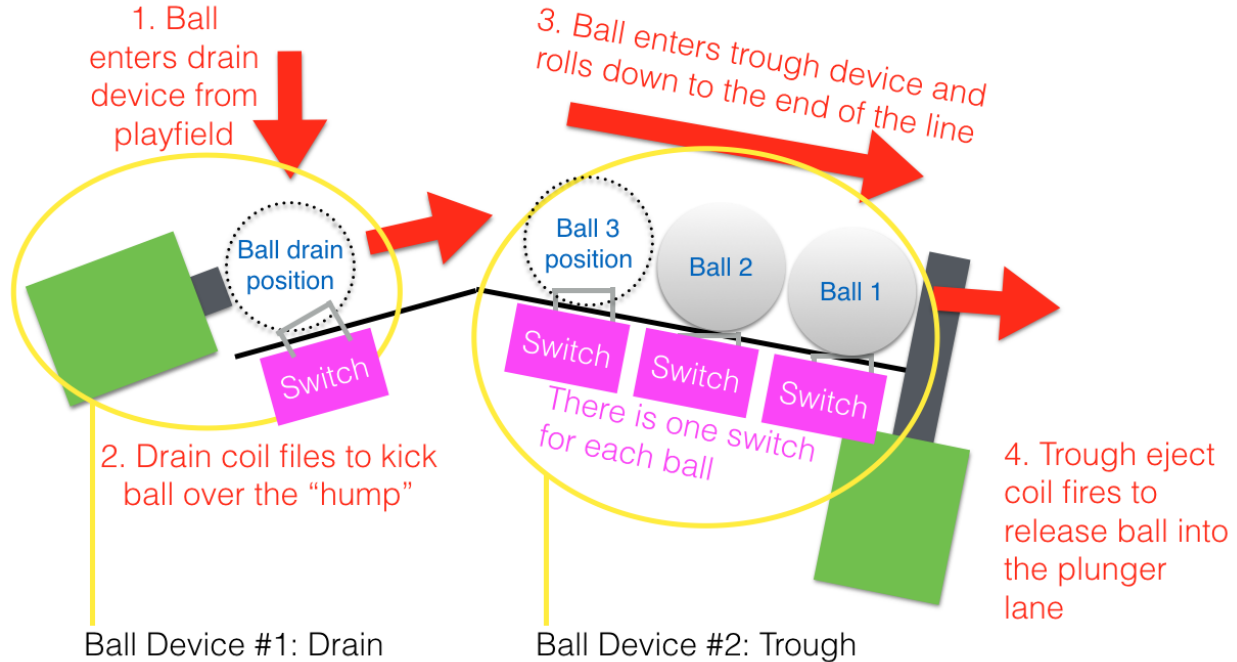 1. Ball
enters drain
device from
playfield
3. Ball enters trough device and
rolls down to the end of the line
Ball drain
position
Ball 3
position
Ball 2
Ball 1
Switch
Switch
Switch
Switch
There is one switch
for each ball
2. Drain coil files to kick
ball over the “hump”
4. Trough eject
coil fires to
release ball into
the plunger
lane
Ball Device #1: Drain
Ball Device #2: Trough